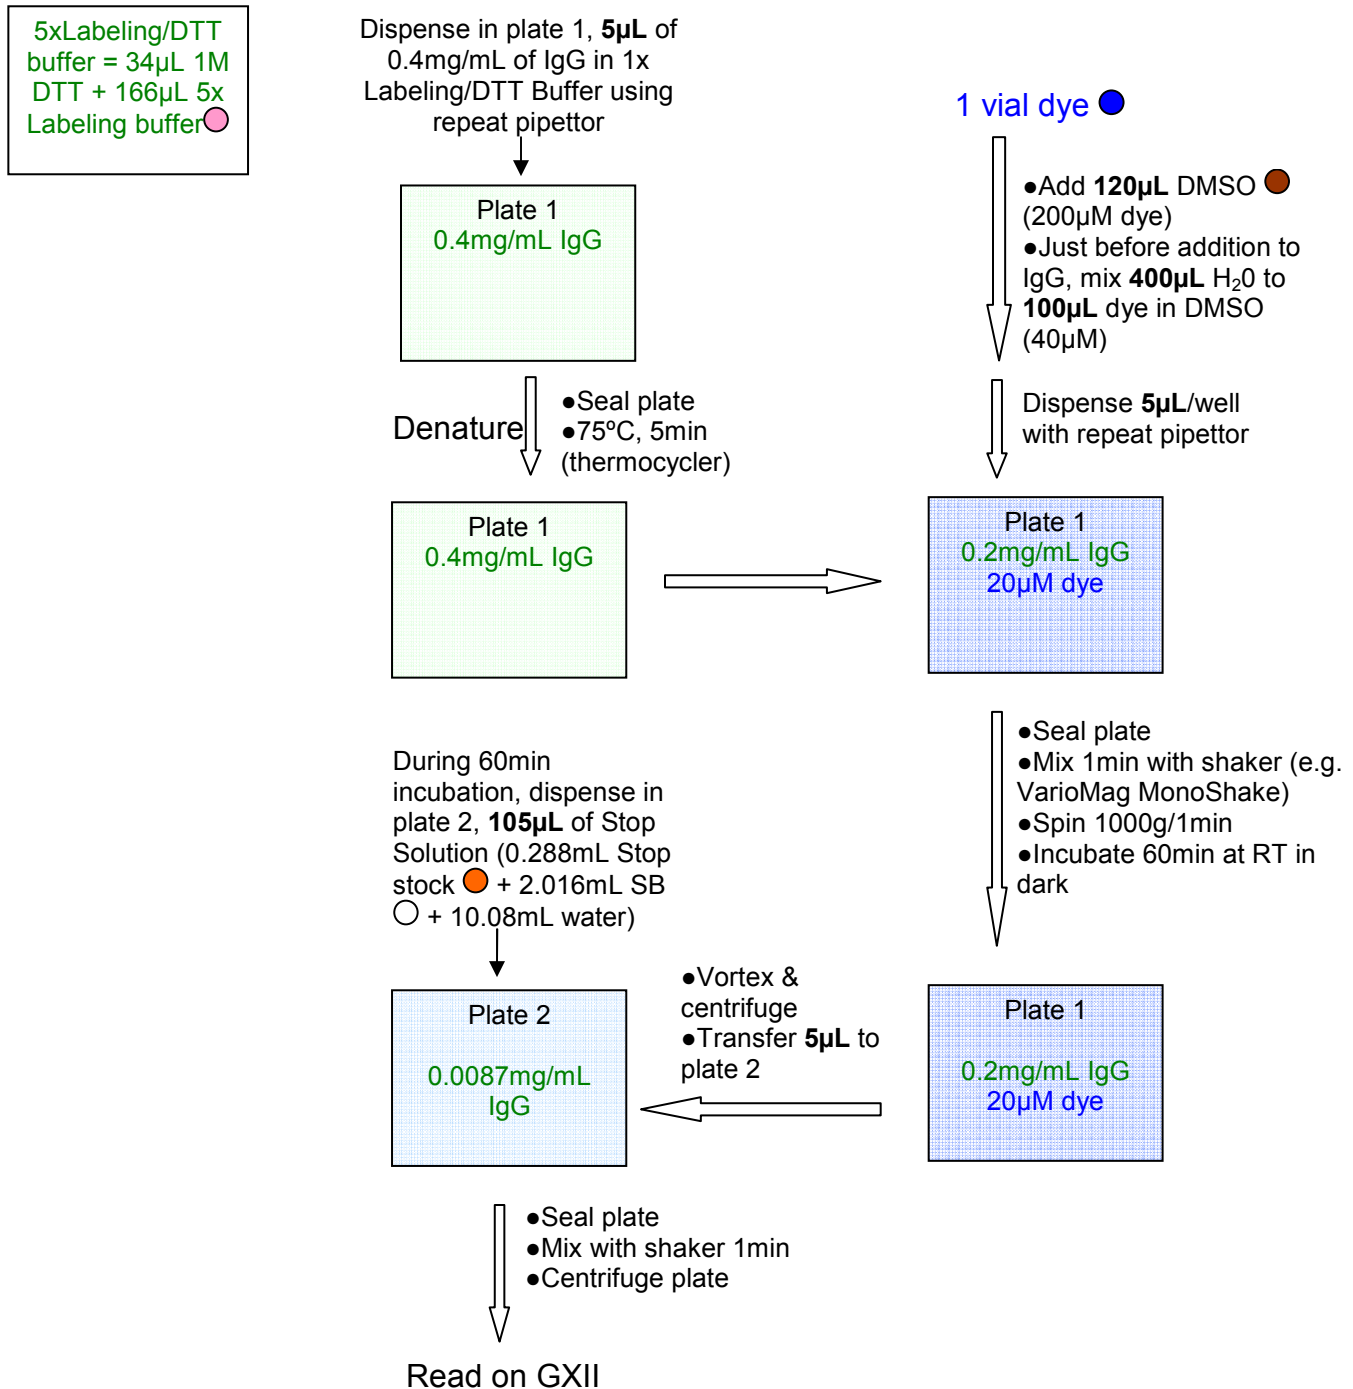 5xLabeling/DTT
buffer = 34µL 1M
DTT + 166µL 5x
Labeling buffer
Dispense in plate 1, 5µL of
0.4mg/mL of IgG in 1x
Labeling/DTT Buffer using
repeat pipettor
1 vial dye
●Add 120µL DMSO
(200µM dye)
●Just before addition to
IgG, mix 400µL H₂0 to
100µL dye in DMSO
(40µM)
Plate 1
0.4mg/mL IgG
Denature
●Seal plate
●75ºC, 5min
(thermocycler)
Dispense 5µL/well
with repeat pipettor
Plate 1
0.4mg/mL IgG
Plate 1
0.2mg/mL IgG
20µM dye
●Seal plate
●Mix 1min with shaker (e.g.
VarioMag MonoShake)
●Spin 1000g/1min
●Incubate 60min at RT in
dark
During 60min
incubation, dispense in
plate 2, 105µL of Stop
Solution (0.288mL Stop
stock + 2.016mL SB
+ 10.08mL water)
●Vortex &
centrifuge
●Transfer 5µL to
plate 2
Plate 1
0.2mg/mL IgG
20µM dye
Plate 2
0.0087mg/mL
IgG
●Seal plate
●Mix with shaker 1min
●Centrifuge plate
Read on GXII